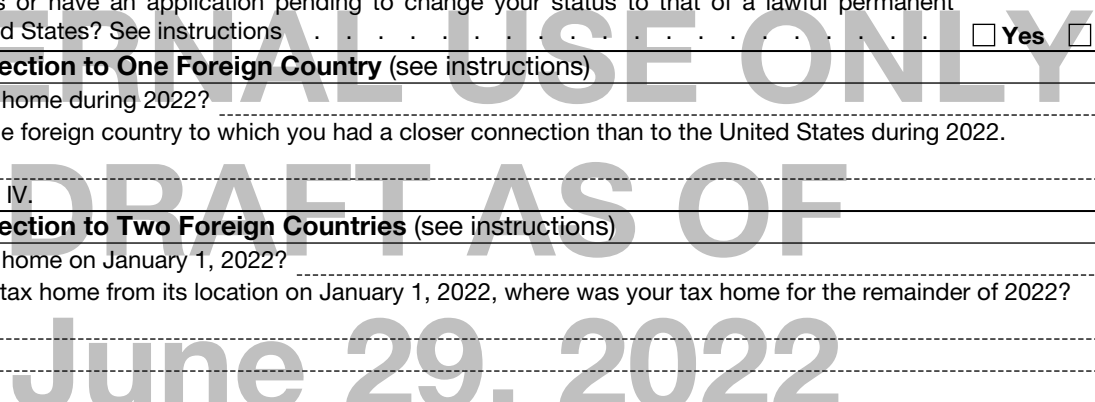 s or have an application pending to change your status to that of a lawful permanent
d States? See instructions . . . . . . . . . . . . . . . . . . . . . . Yes
ERNAL USE ONLY
ection to One Foreign Country (see instructions)
home during 2022?
e foreign country to which you had a closer connection than to the United States during 2022.
DRAFT AS OF
IV.
ection to Two Foreign Countries (see instructions)
home on January 1, 2022?
tax home from its location on January 1, 2022, where was your tax home for the remainder of 2022?
June 29, 2022